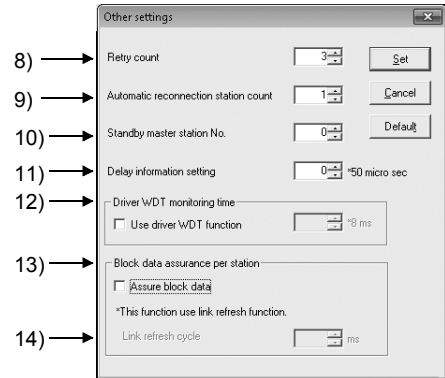 Other settings
8) Retry count 3 Set
9) Automatic reconnection station count 1 Cancel
10) Standby master station No. 0 Default
11) Delay information setting 0 *50 micro sec
12) Driver WDT monitoring time
Use driver WDT function *8 ms
13) Block data assurance per station
Assure block data
*This function use link refresh function.
14) Link refresh cycle ms